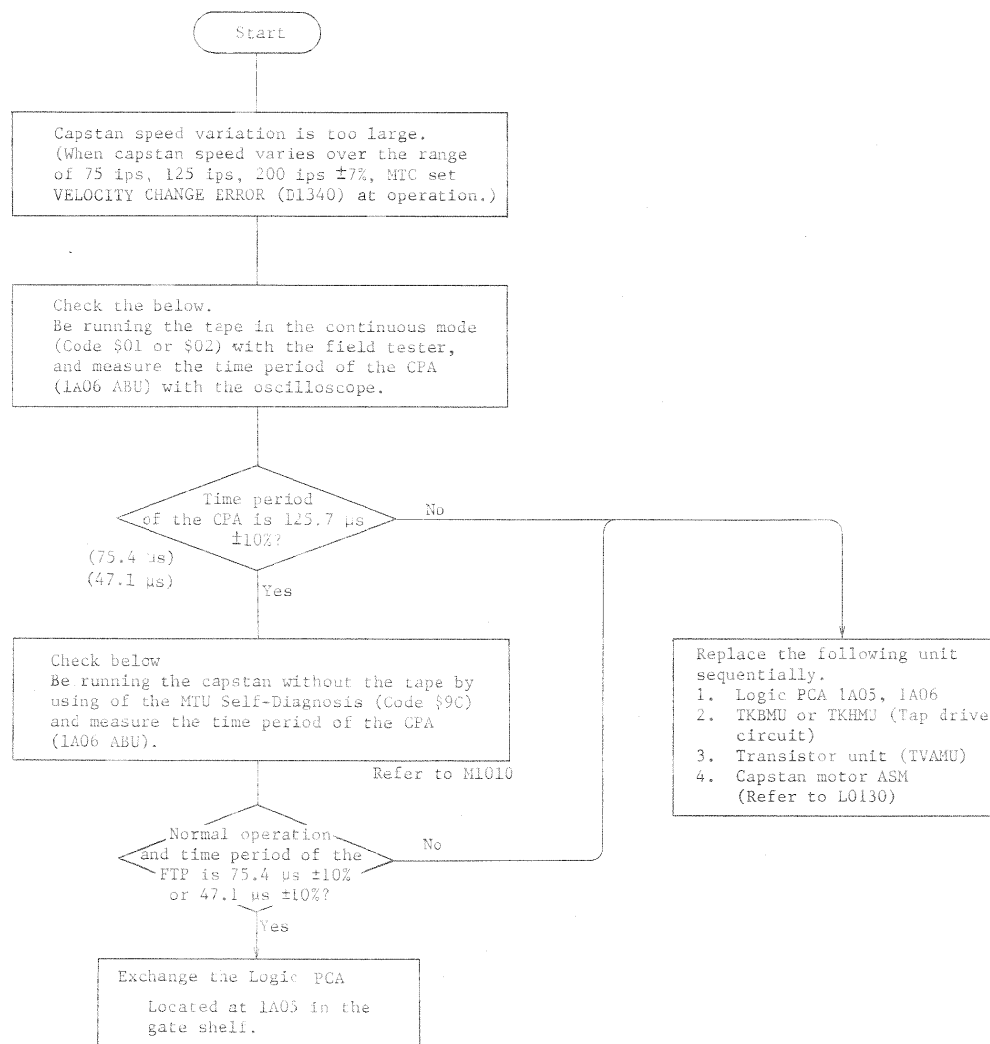 Start
Capstan speed variation is too large.
(When capstan speed varies over the range
of 75 ips, 125 ips, 200 ips ±7%, MTC set
VELOCITY CHANGE ERROR (D1340) at operation.)
Check the below.
Be running the tape in the continuous mode
(Code $01 or $02) with the field tester,
and measure the time period of the CPA
(1A06 ABU) with the oscilloscope.
Time period
of the CPA is 125.7 µs
±10%?
No
(75.4 µs)
(47.1 µs)
Yes
Check below
Be running the capstan without the tape by
using of the MTU Self-Diagnosis (Code $9C)
and measure the time period of the CPA
(1A06 ABU).
Refer to M1010
Normal operation
and time period of the
FTP is 75.4 µs ±10%
or 47.1 µs ±10%?
No
Yes
Exchange the Logic PCA
Located at 1A05 in the
gate shelf.
Replace the following unit
sequentially.
1. Logic PCA 1A05, 1A06
2. TKBMU or TKHMU (Tap drive
circuit)
3. Transistor unit (TVAMU)
4. Capstan motor ASM
(Refer to L0130)